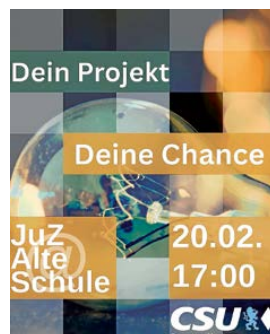 Dein Projekt
Deine Chance
JuZ
@
Alte
Schule
20.02.
17:00
CSU